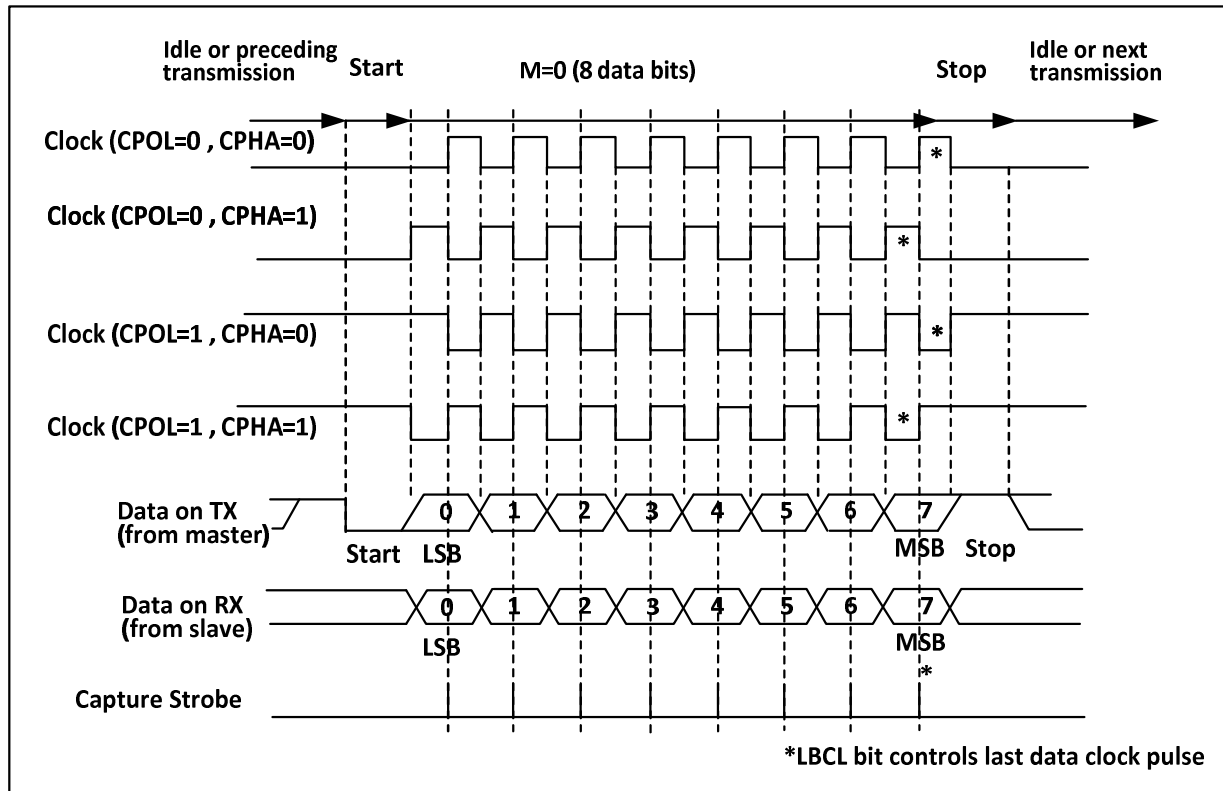 Idle or preceding
transmission
Start
M=0 (8 data bits)
Stop
Idle or next
transmission
Clock (CPOL=0 , CPHA=0)
*
Clock (CPOL=0 , CPHA=1)
*
Clock (CPOL=1 , CPHA=0)
*
Clock (CPOL=1 , CPHA=1)
*
Data on TX
(from master)
0 1 2 3 4 5 6 7
Start LSB MSB Stop
Data on RX
(from slave)
0 1 2 3 4 5 6 7
LSB MSB
*
Capture Strobe
*LBCL bit controls last data clock pulse